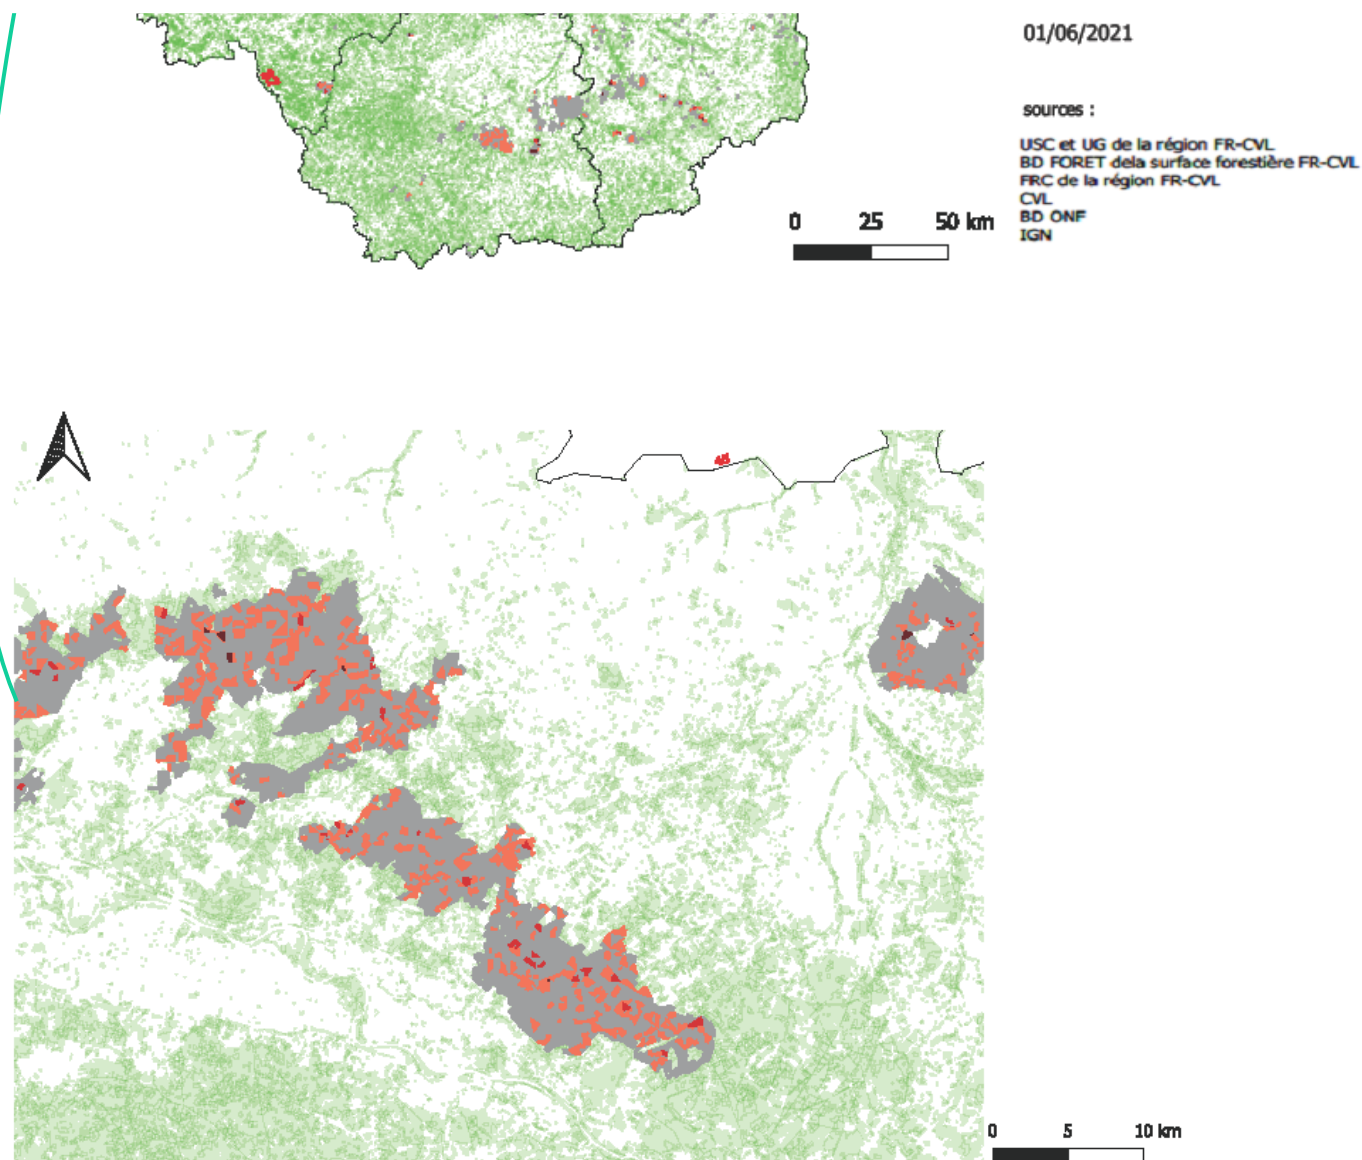 01/06/2021
sources :
USC et UG de la région FR-CVL
BD FORET dela surface forestière FR-CVL
FRC de la région FR-CVL
CVL
BD ONF
IGN
0 25 50 km
0 5 10 km